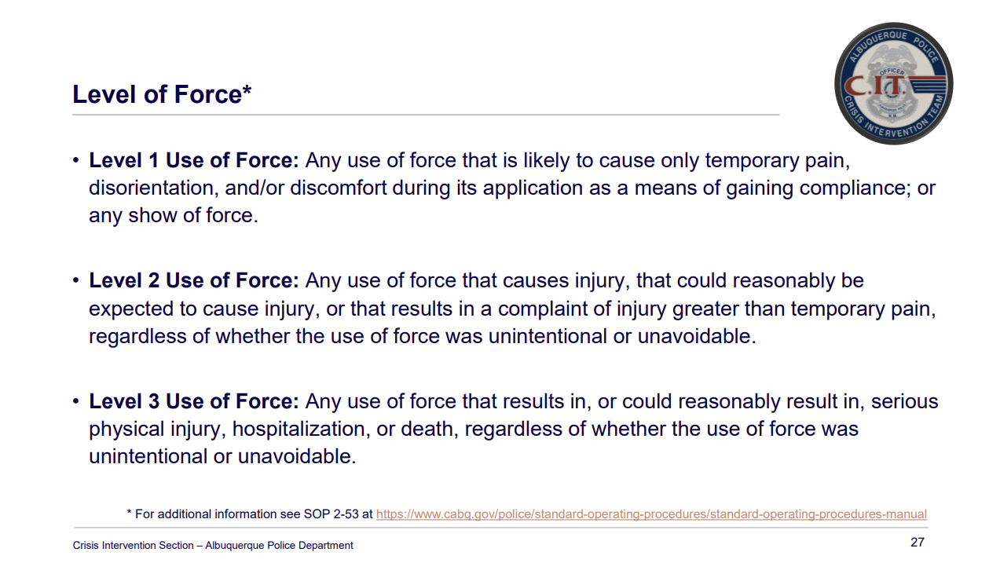 ALBUQUERQUE POLICE
OFFICER
C.I.T.
CRISIS INTERVENTION TEAM
Level of Force*
• Level 1 Use of Force: Any use of force that is likely to cause only temporary pain,
disorientation, and/or discomfort during its application as a means of gaining compliance; or
any show of force.
• Level 2 Use of Force: Any use of force that causes injury, that could reasonably be
expected to cause injury, or that results in a complaint of injury greater than temporary pain,
regardless of whether the use of force was unintentional or unavoidable.
• Level 3 Use of Force: Any use of force that results in, or could reasonably result in, serious
physical injury, hospitalization, or death, regardless of whether the use of force was
unintentional or unavoidable.
* For additional information see SOP 2-53 at https://www.cabq.gov/police/standard-operating-procedures/standard-operating-procedures-manual
Crisis Intervention Section – Albuquerque Police Department
27